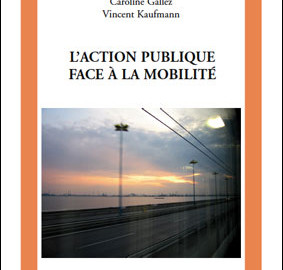 Caroline Gallez
Vincent Kaufmann
L'ACTION PUBLIQUE
FACE À LA MOBILITÉ